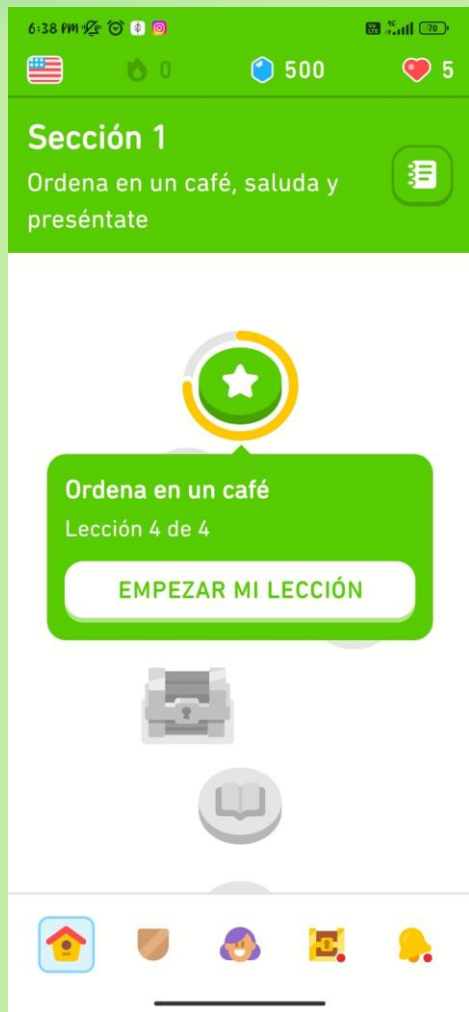 6:38 PM
70
0
500
5
Sección 1
Ordena en un café, saluda y
preséntate
Ordena en un café
Lección 4 de 4
EMPEZAR MI LECCIÓN